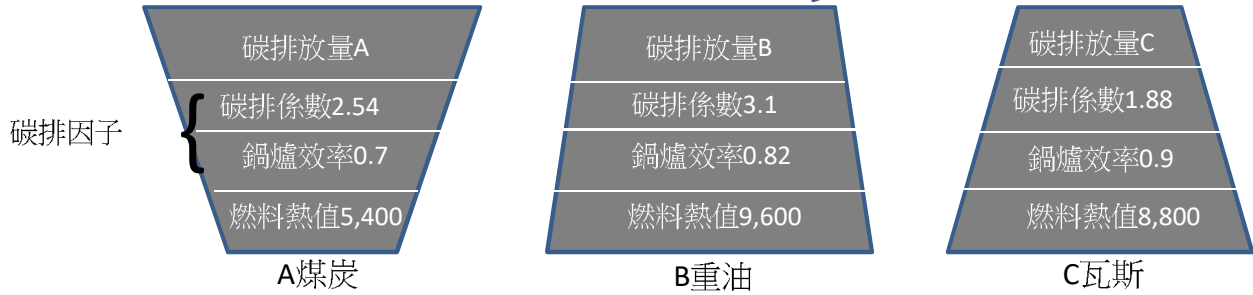 碳排放量A
碳排係數2.54
鍋爐效率0.7
燃料熱值5,400
A煤炭
碳排因子
{
碳排放量B
碳排係數3.1
鍋爐效率0.82
燃料熱值9,600
B重油
碳排放量C
碳排係數1.88
鍋爐效率0.9
燃料熱值8,800
C瓦斯